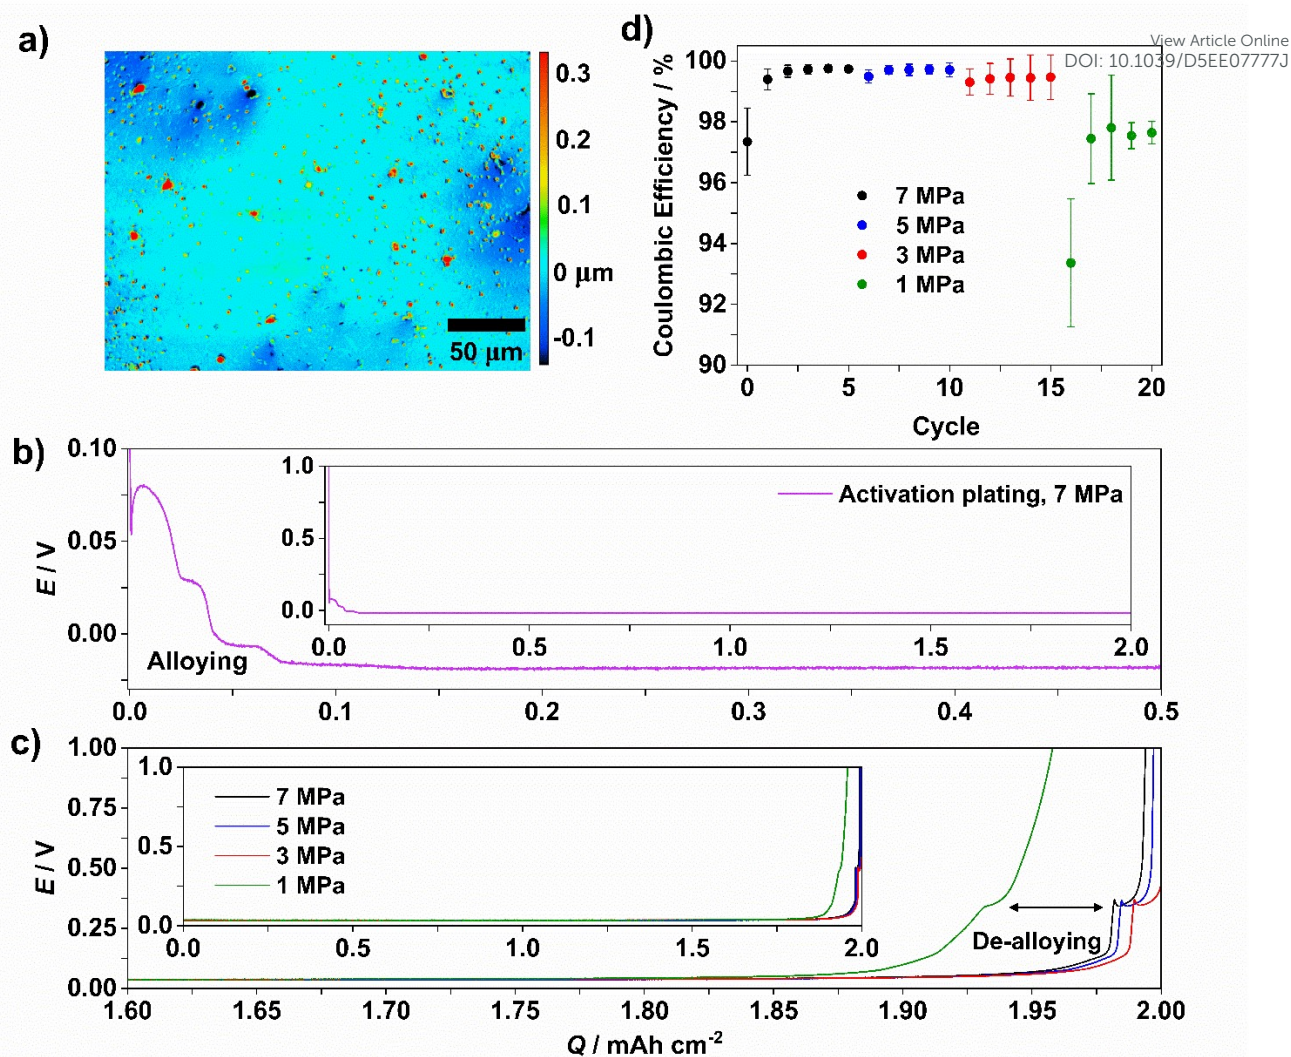 a)
0.3
0.2
0.1
0 μm
-0.1
50 μm
d)
View Article Online
DOI: 10.1039/D5EE07777J
Coulombic Efficiency / %
100
98
96
94
92
90
7 MPa
5 MPa
3 MPa
1 MPa
0 5 10 15 20
Cycle
b)
E / V
0.10
0.05
0.00
1.0
0.5
0.0
Activation plating, 7 MPa
0.0 0.5 1.0 1.5 2.0
Alloying
0.0 0.1 0.2 0.3 0.4 0.5
c)
E / V
1.00
0.75
0.50
0.25
0.00
1.0
0.5
0.0
7 MPa
5 MPa
3 MPa
1 MPa
0.0 0.5 1.0 1.5 2.0
De-alloying
1.60 1.65 1.70 1.75 1.80 1.85 1.90 1.95 2.00
Q / mAh cm-2